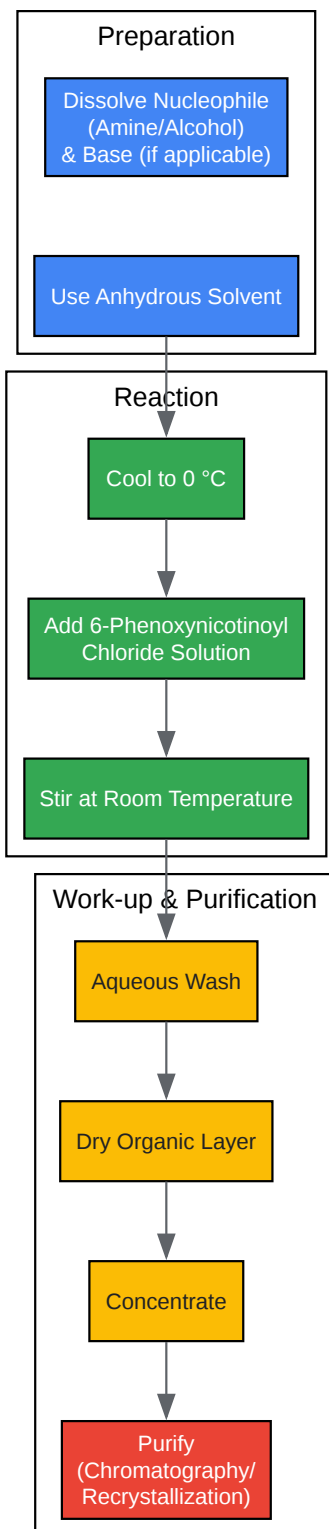 Preparation
Dissolve Nucleophile
(Amine/Alcohol)
& Base (if applicable)
Use Anhydrous Solvent
Reaction
Cool to 0 °C
Add 6-Phenoxynicotinoyl
Chloride Solution
Stir at Room Temperature
Work-up & Purification
Aqueous Wash
Dry Organic Layer
Concentrate
Purify
(Chromatography/
Recrystallization)